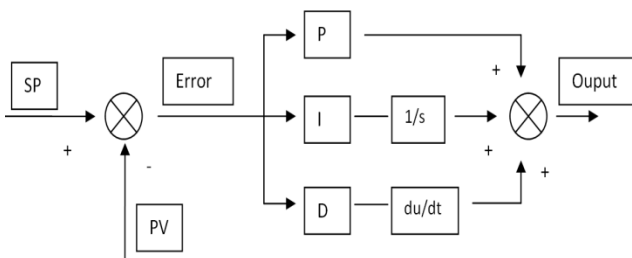 P
SP
Error
Ouput
+
I
1/s
+
+
-
+
D
du/dt
PV